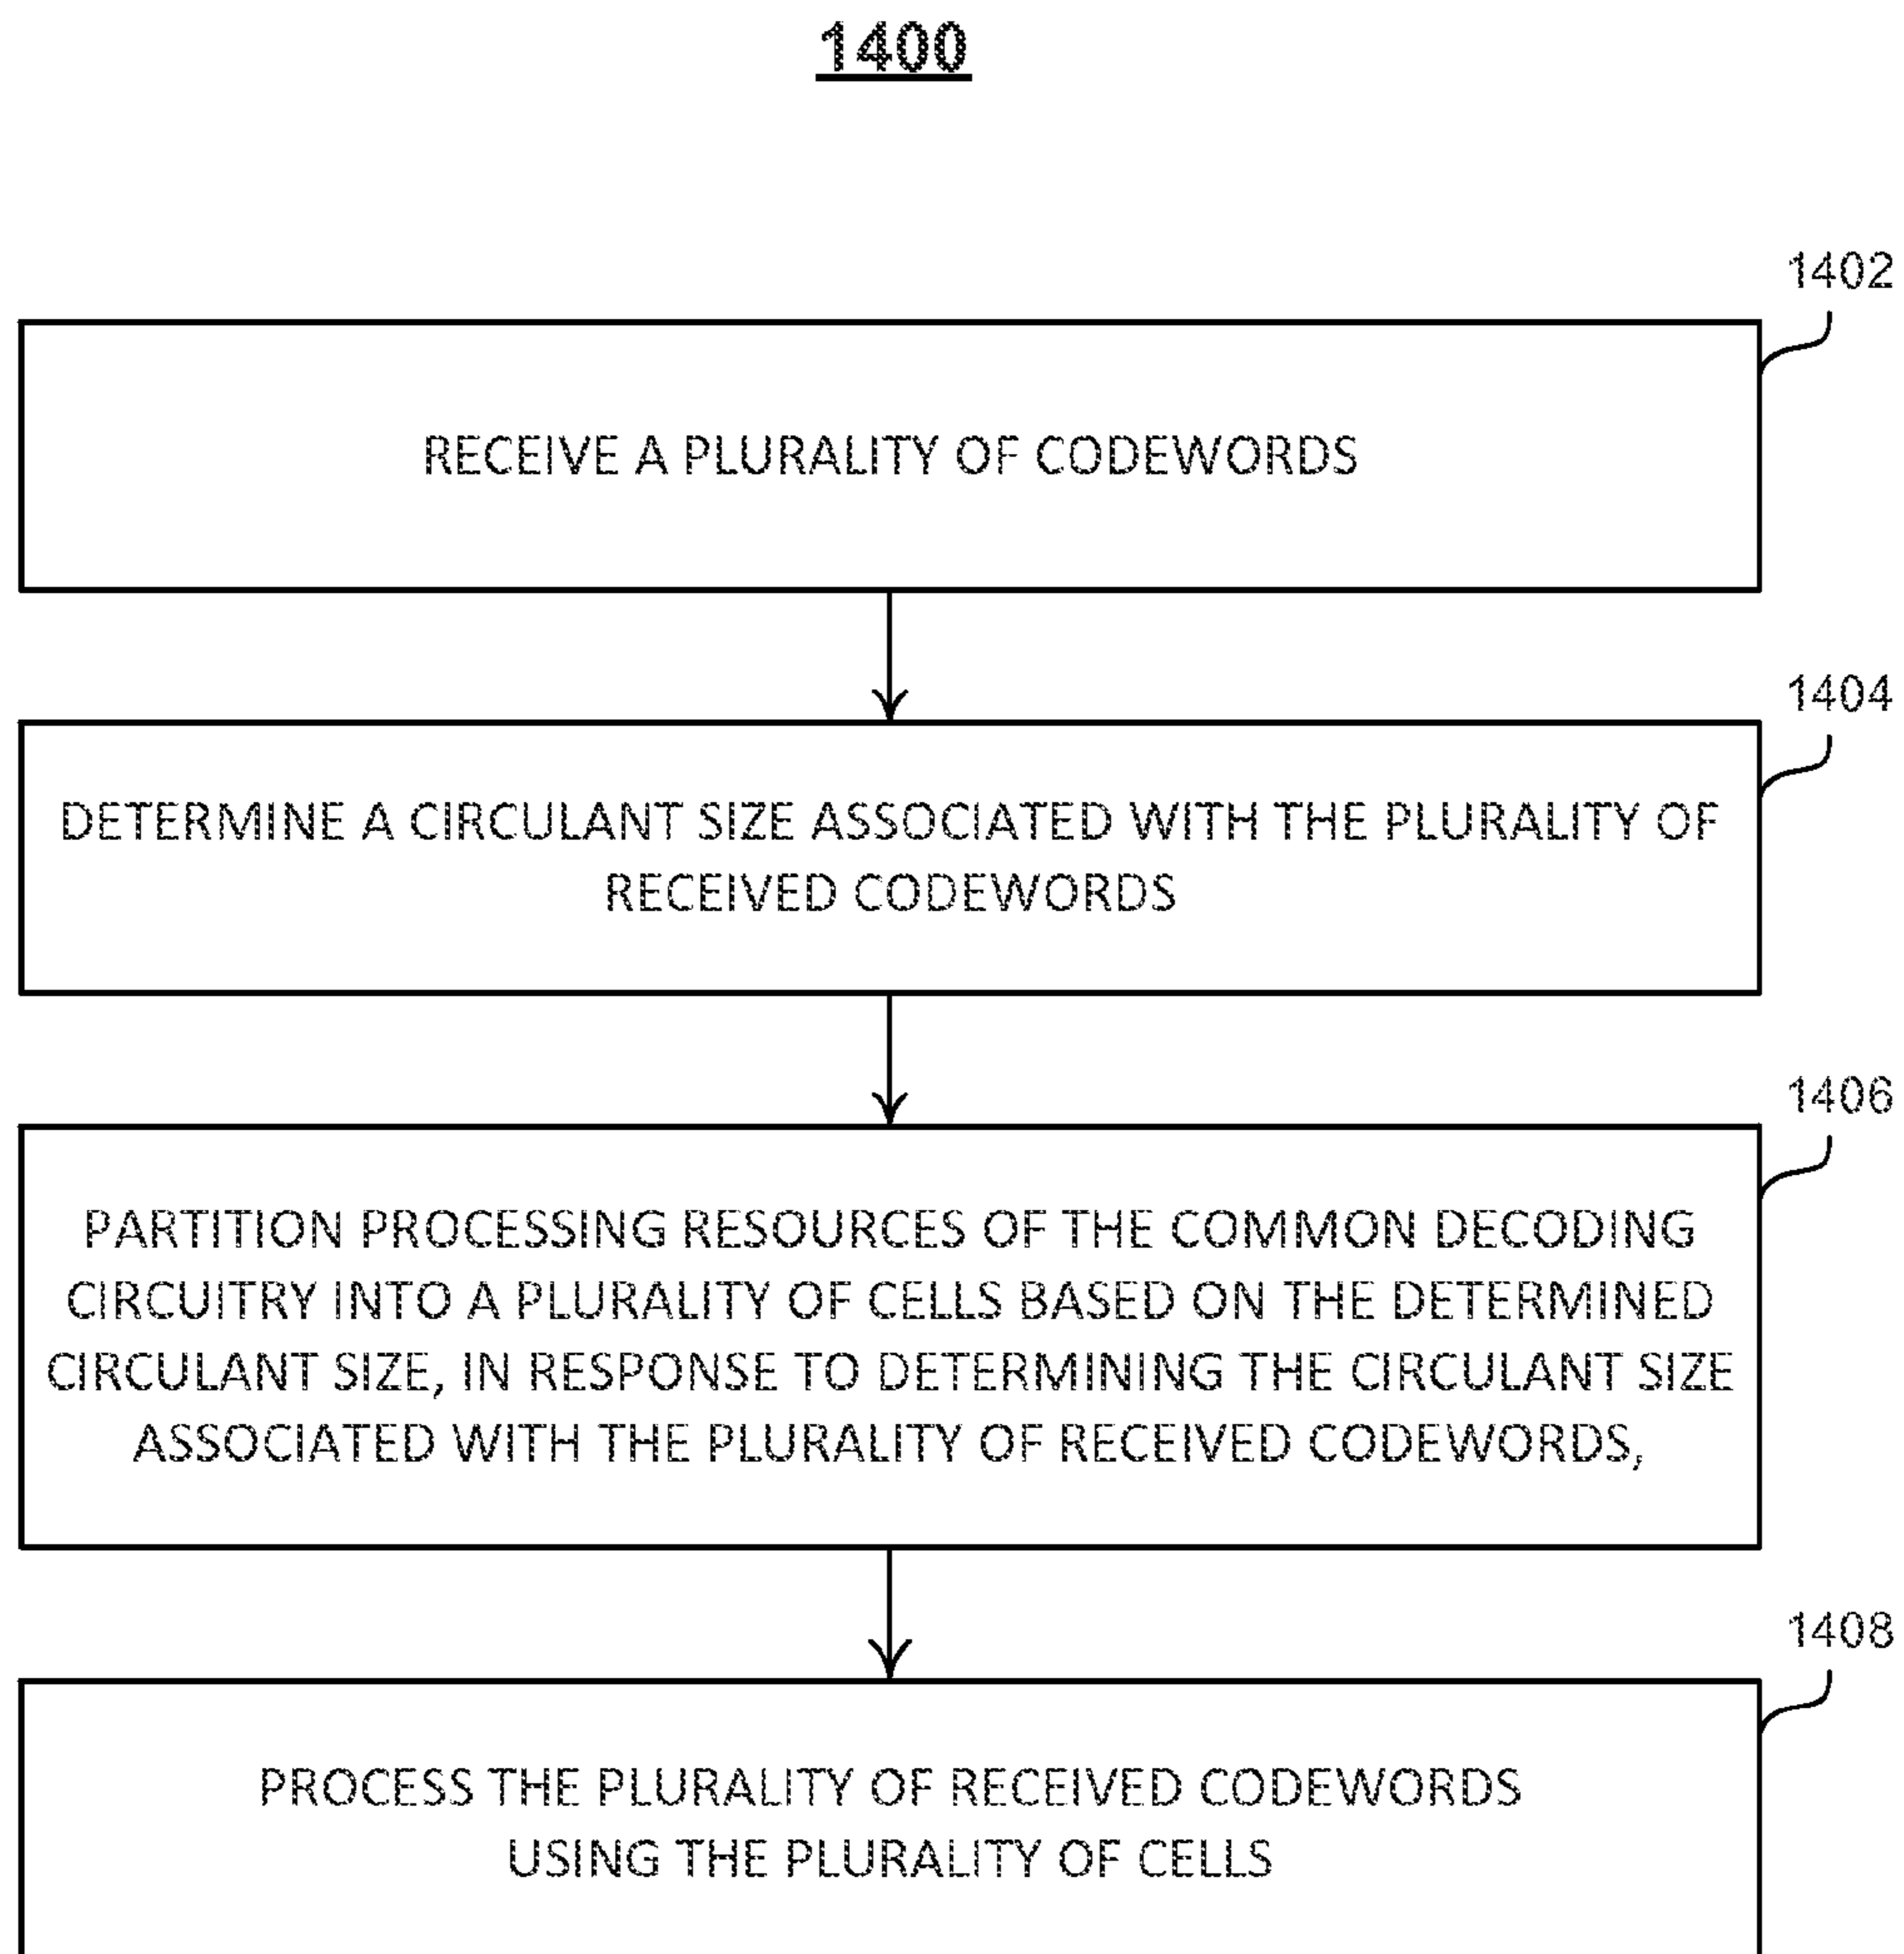 1400
1402
RECEIVE A PLURALITY OF CODEWORDS
1404
DETERMINE A CIRCULANT SIZE ASSOCIATED WITH THE PLURALITY OF
RECEIVED CODEWORDS
1406
PARTITION PROCESSING RESOURCES OF THE COMMON DECODING
CIRCUITRY INTO A PLURALITY OF CELLS BASED ON THE DETERMINED
CIRCULANT SIZE, IN RESPONSE TO DETERMINING THE CIRCULANT SIZE
ASSOCIATED WITH THE PLURALITY OF RECEIVED CODEWORDS,
1408
PROCESS THE PLURALITY OF RECEIVED CODEWORDS
USING THE PLURALITY OF CELLS